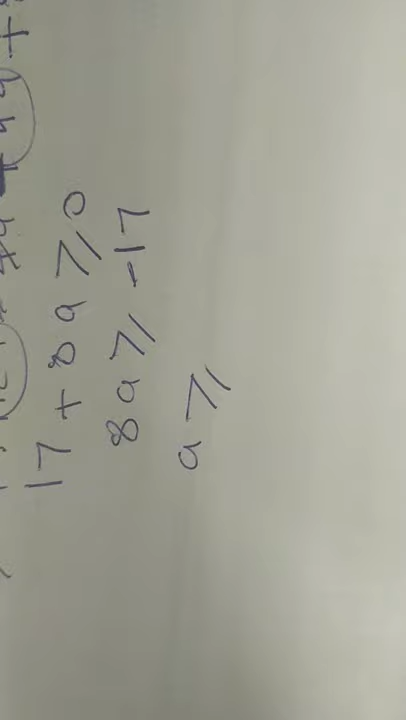 17 + 8a ⩾ 0
8a ⩾ -17
a ⩾